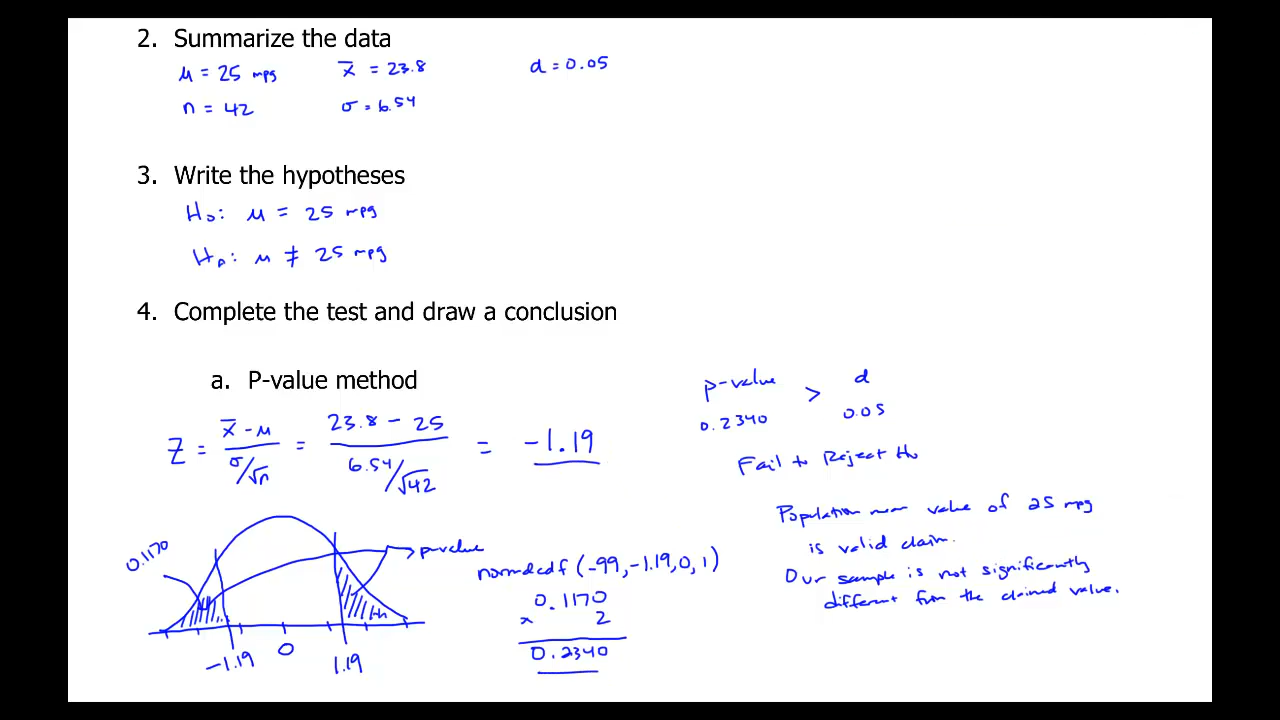 2. Summarize the data
μ = 25 mpg   x̄ = 23.8   α = 0.05
n = 42   σ = 6.54
3. Write the hypotheses
H₀: μ = 25 mpg
Hₐ: μ ≠ 25 mpg
4. Complete the test and draw a conclusion
a. P-value method
Z = (x̄ - μ) / (σ/√n) = (23.8 - 25) / (6.54/√42) = -1.19
0.1170
p-value
-1.19   0   1.19
normalcdf (-99, -1.19, 0, 1)
0.1170
x 2
0.2340
p-value > α
0.2340   0.05
Fail to Reject H₀
Population mean value of 25 mpg
is valid claim.
Our sample is not significantly
different from the claimed value.